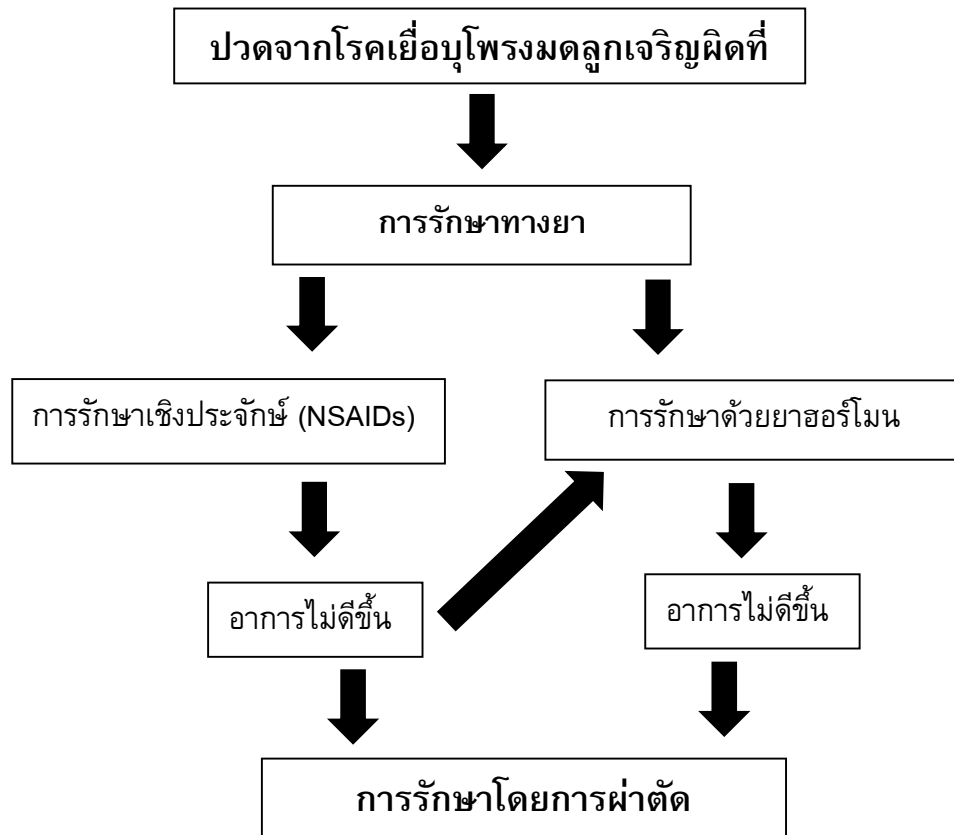 ปวดจากโรคเยื่อบุโพรงมดลูกเจริญผิดที่
การรักษาทางยา
การรักษาเชิงประจักษ์ (NSAIDs)
การรักษาด้วยยาฮอร์โมน
อาการไม่ดีขึ้น
อาการไม่ดีขึ้น
การรักษาโดยการผ่าตัด